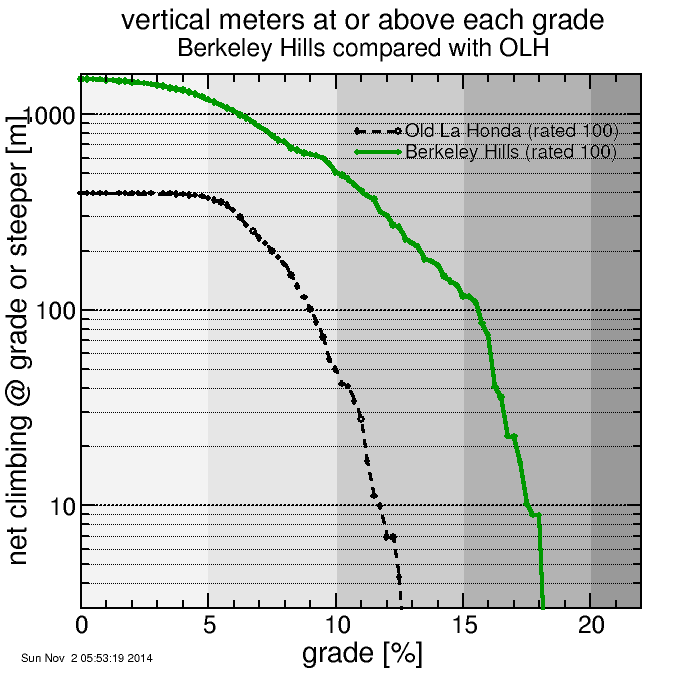 vertical meters at or above each grade
Berkeley Hills compared with OLH
net climbing @ grade or steeper [m]
1000
100
10
Old La Honda (rated 100)
Berkeley Hills (rated 100)
0 5 10 15 20
grade [%]
Sun Nov 2 05:53:19 2014